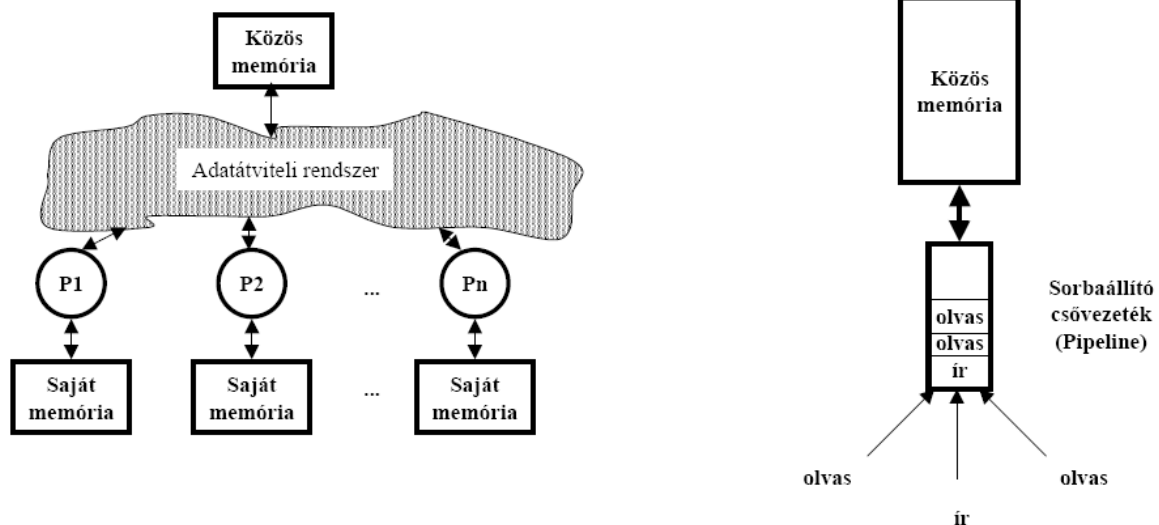 Közös
memória
Adatátviteli rendszer
P1
P2
...
Pn
Saját
memória
Saját
memória
...
Saját
memória
Közös
memória
olvas
olvas
ír
Sorbaállító
csővezeték
(Pipeline)
olvas
olvas
ír